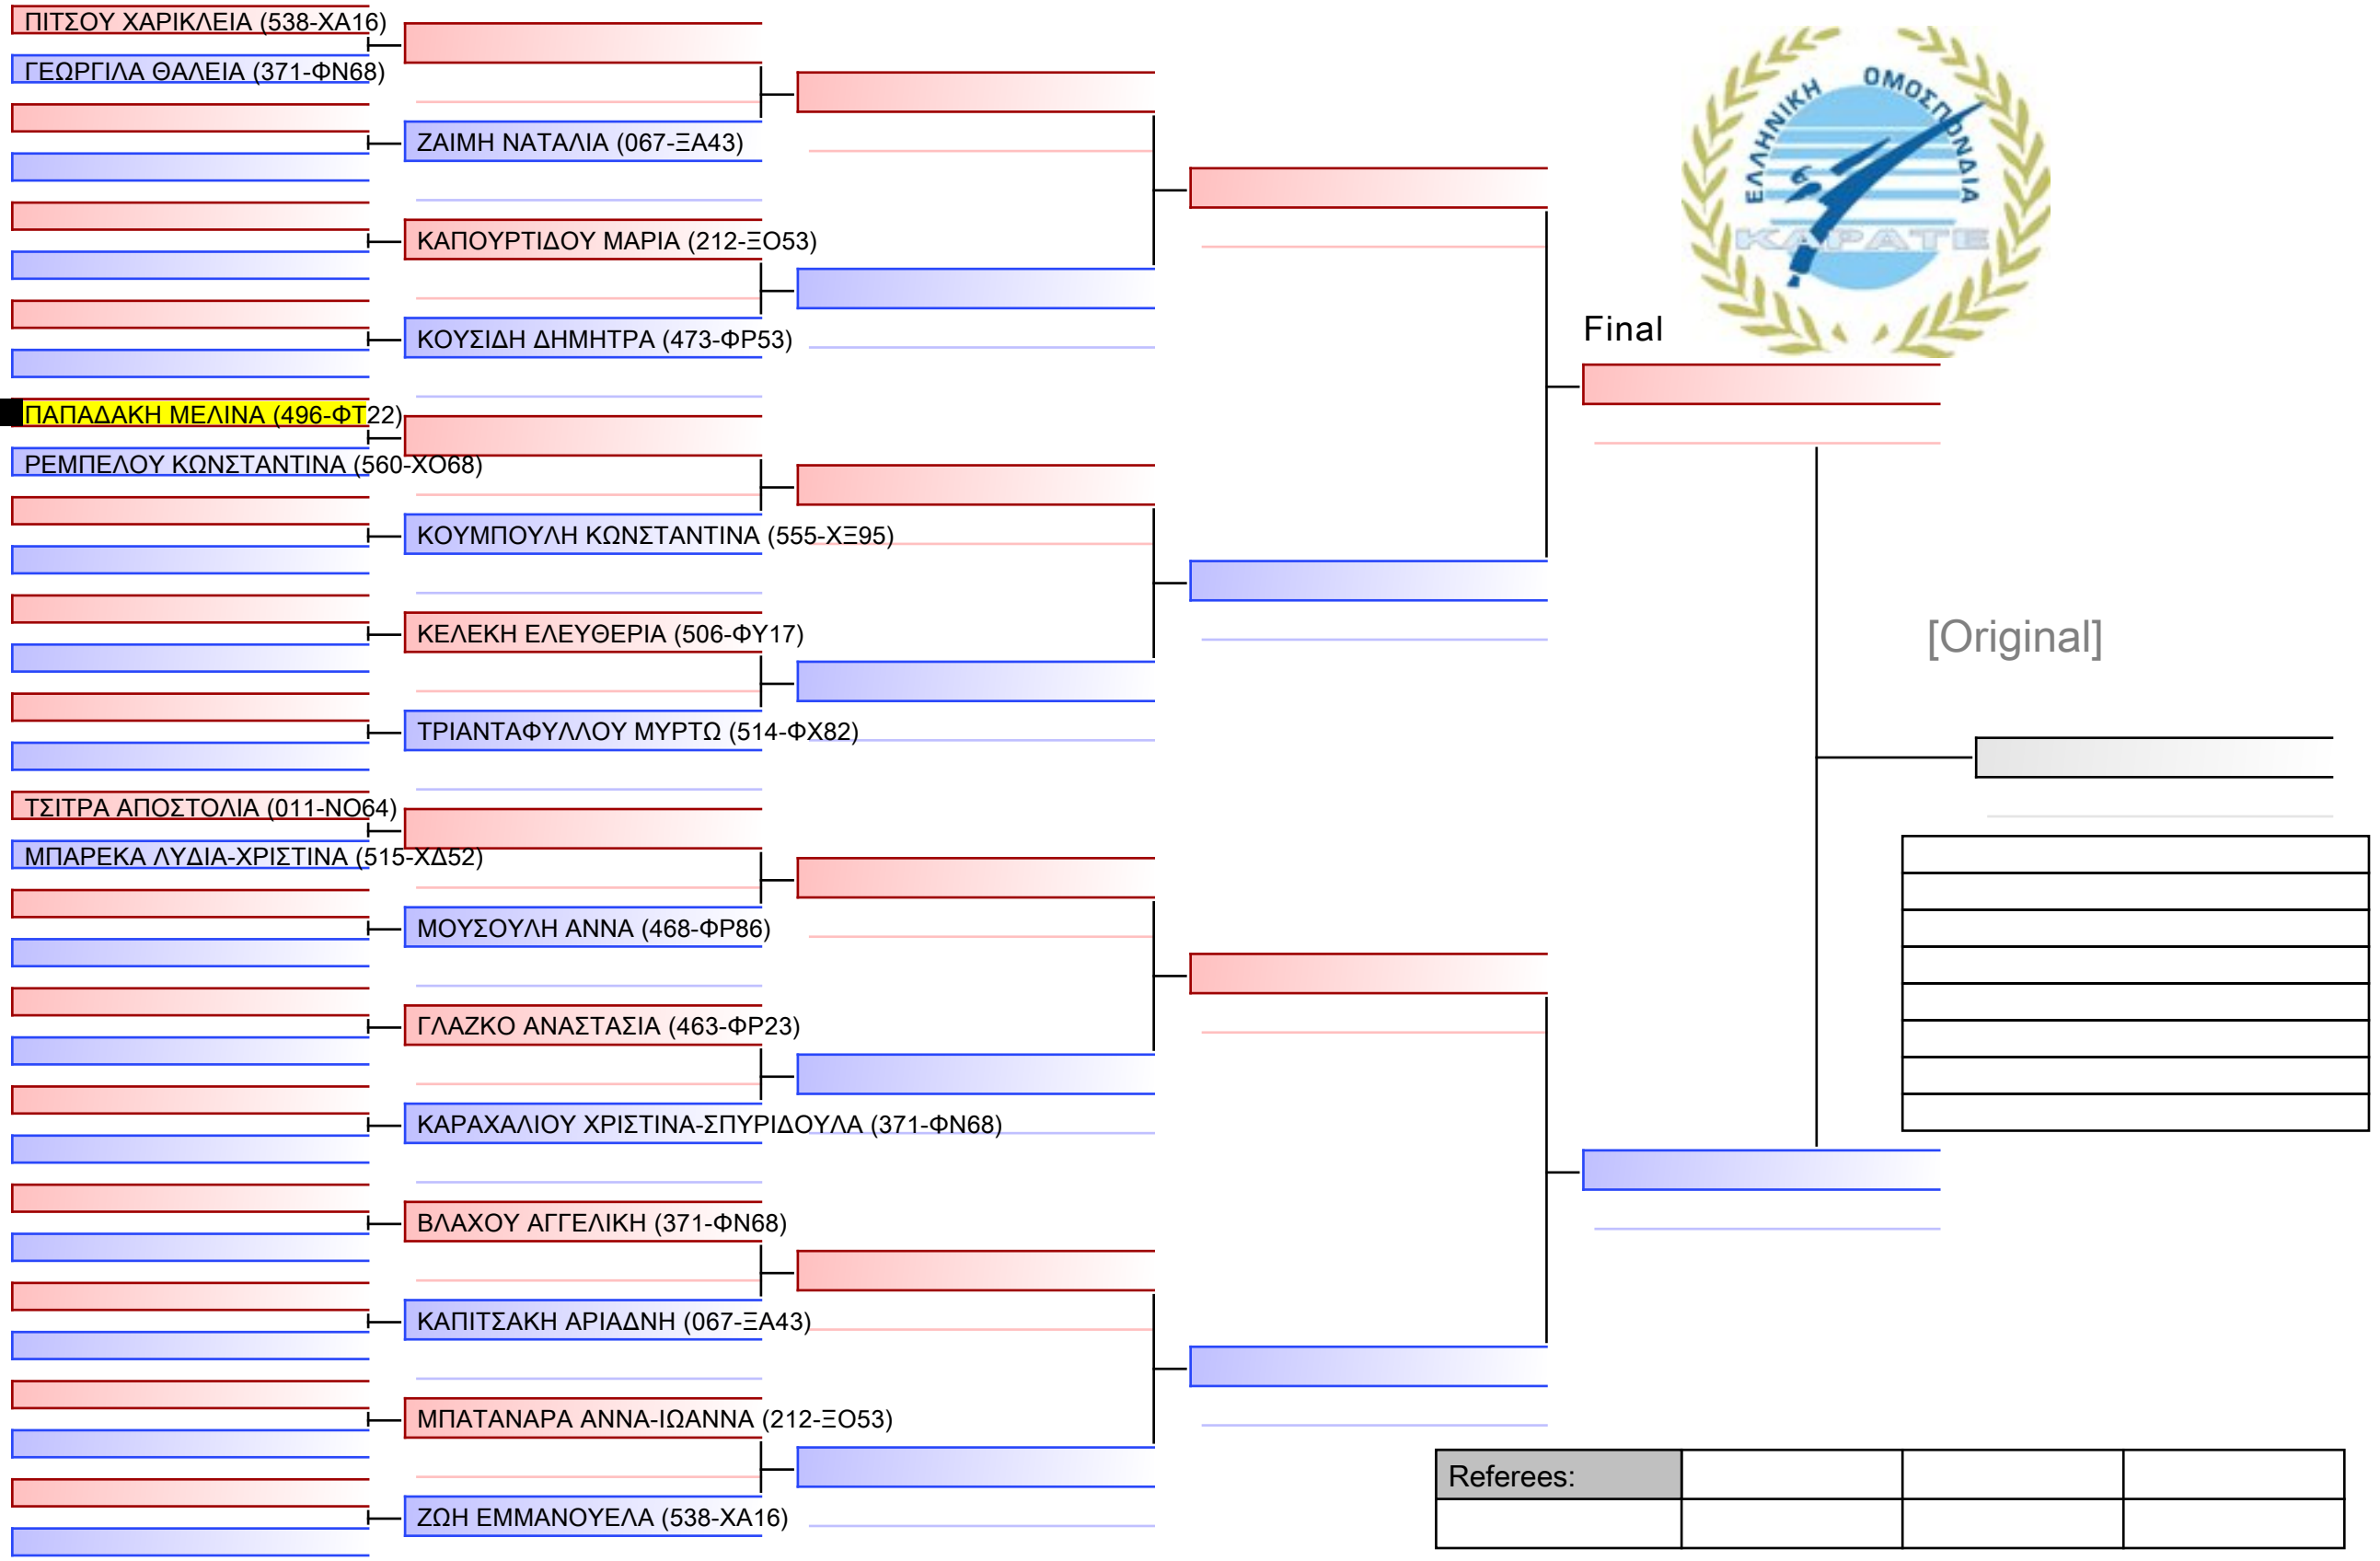 ΠΙΤΣΟΥ ΧΑΡΙΚΛΕΙΑ (538-ΧΑ16)
ΓΕΩΡΓΙΛΑ ΘΑΛΕΙΑ (371-ΦΝ68)
ΖΑΙΜΗ ΝΑΤΑΛΙΑ (067-ΞΑ43)
ΚΑΠΟΥΡΤΙΔΟΥ ΜΑΡΙΑ (212-ΞΟ53)
ΚΟΥΣΙΔΗ ΔΗΜΗΤΡΑ (473-ΦΡ53)
ΠΑΠΑΔΑΚΗ ΜΕΛΙΝΑ (496-ΦΤ22)
ΡΕΜΠΕΛΟΥ ΚΩΝΣΤΑΝΤΙΝΑ (560-ΧΟ68)
ΚΟΥΜΠΟΥΛΗ ΚΩΝΣΤΑΝΤΙΝΑ (555-ΧΞ95)
ΚΕΛΕΚΗ ΕΛΕΥΘΕΡΙΑ (506-ΦΥ17)
ΤΡΙΑΝΤΑΦΥΛΛΟΥ ΜΥΡΤΩ (514-ΦΧ82)
ΤΣΙΤΡΑ ΑΠΟΣΤΟΛΙΑ (011-ΝΟ64)
ΜΠΑΡΕΚΑ ΛΥΔΙΑ-ΧΡΙΣΤΙΝΑ (515-ΧΔ52)
ΜΟΥΣΟΥΛΗ ΑΝΝΑ (468-ΦΡ86)
ΓΛΑΖΚΟ ΑΝΑΣΤΑΣΙΑ (463-ΦΡ23)
ΚΑΡΑΧΑΛΙΟΥ ΧΡΙΣΤΙΝΑ-ΣΠΥΡΙΔΟΥΛΑ (371-ΦΝ68)
ΒΛΑΧΟΥ ΑΓΓΕΛΙΚΗ (371-ΦΝ68)
ΚΑΠΙΤΣΑΚΗ ΑΡΙΑΔΝΗ (067-ΞΑ43)
ΜΠΑΤΑΝΑΡΑ ΑΝΝΑ-ΙΩΑΝΝΑ (212-ΞΟ53)
ΖΩΗ ΕΜΜΑΝΟΥΕΛΑ (538-ΧΑ16)
ΕΛΛΗΝΙΚΗ ΟΜΟΣΠΟΝΔΙΑ
ΚΑΡΑΤΕ
Final
[Original]
Referees: